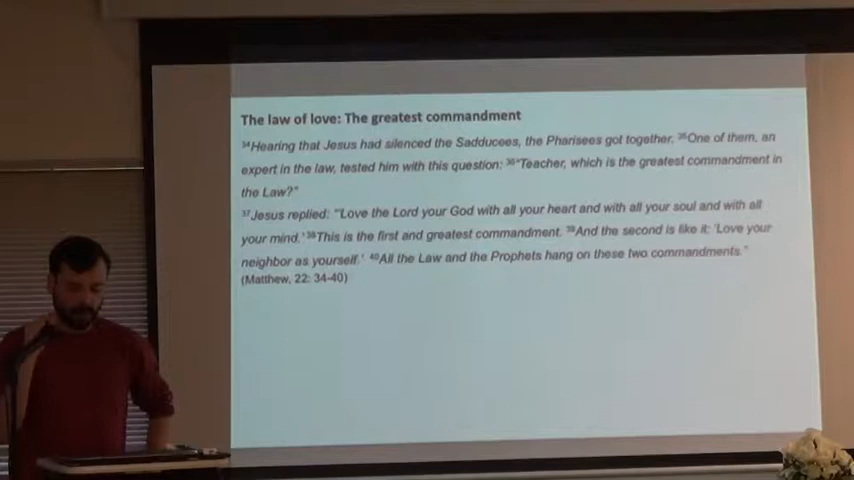 The law of love: The greatest commandment
³⁴Hearing that Jesus had silenced the Sadducees, the Pharisees got together. ³⁵One of them, an
expert in the law, tested him with this question: ³⁶"Teacher, which is the greatest commandment in
the Law?"
³⁷Jesus replied: "'Love the Lord your God with all your heart and with all your soul and with all
your mind.' ³⁸This is the first and greatest commandment. ³⁹And the second is like it: 'Love your
neighbor as yourself.' ⁴⁰All the Law and the Prophets hang on these two commandments."
(Matthew, 22: 34-40)